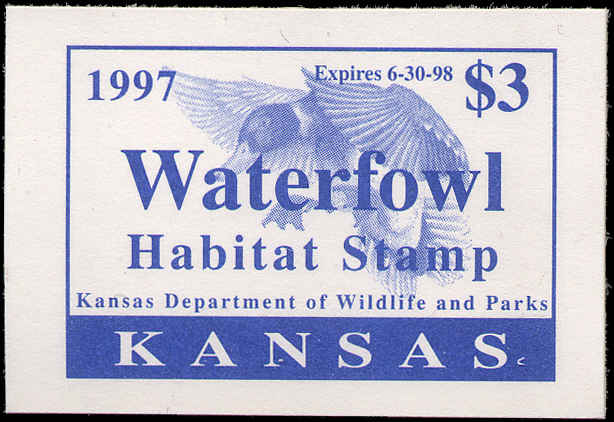 1997 Expires 6-30-98 $3
Waterfowl
Habitat Stamp
Kansas Department of Wildlife and Parks
KANSAS